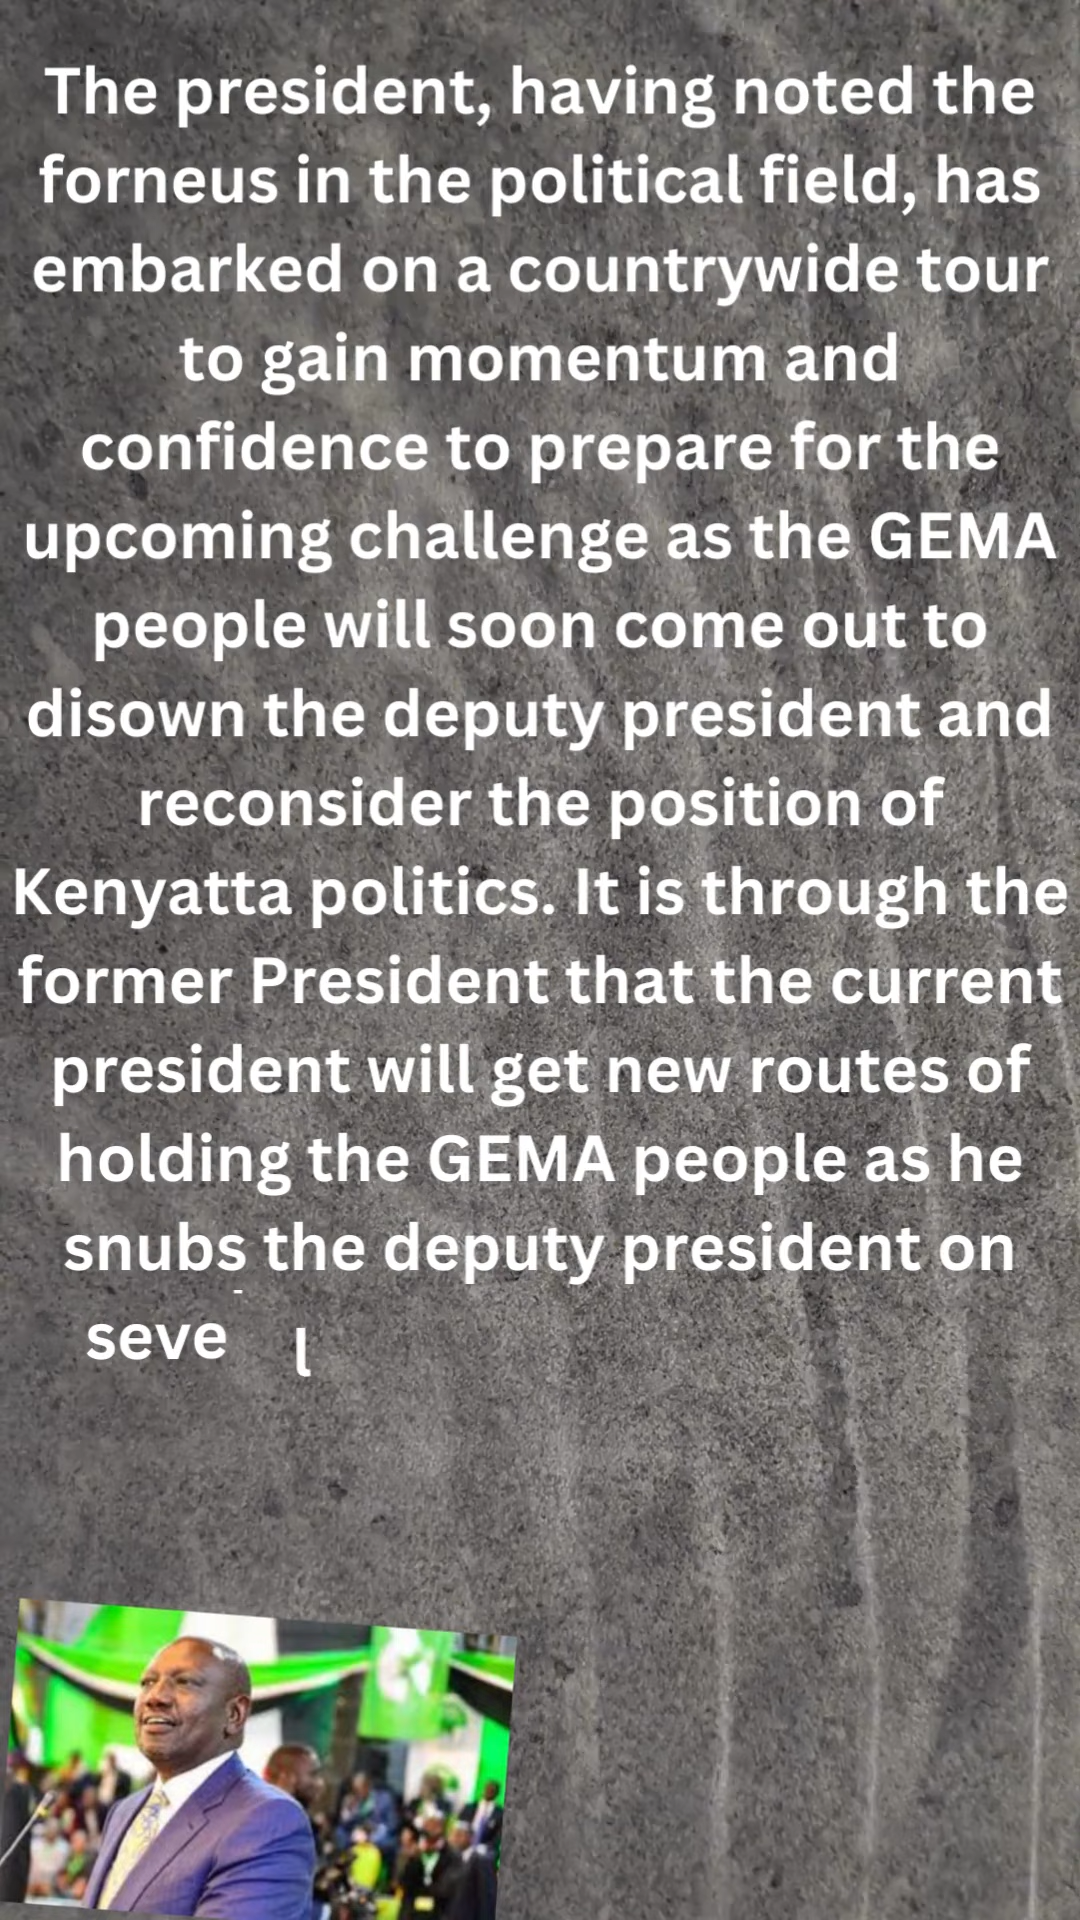 The president, having noted the
forneus in the political field, has
embarked on a countrywide tour
to gain momentum and
confidence to prepare for the
upcoming challenge as the GEMA
people will soon come out to
disown the deputy president and
reconsider the position of
Kenyatta politics. It is through the
former President that the current
president will get new routes of
holding the GEMA people as he
snubs the deputy president on
seve